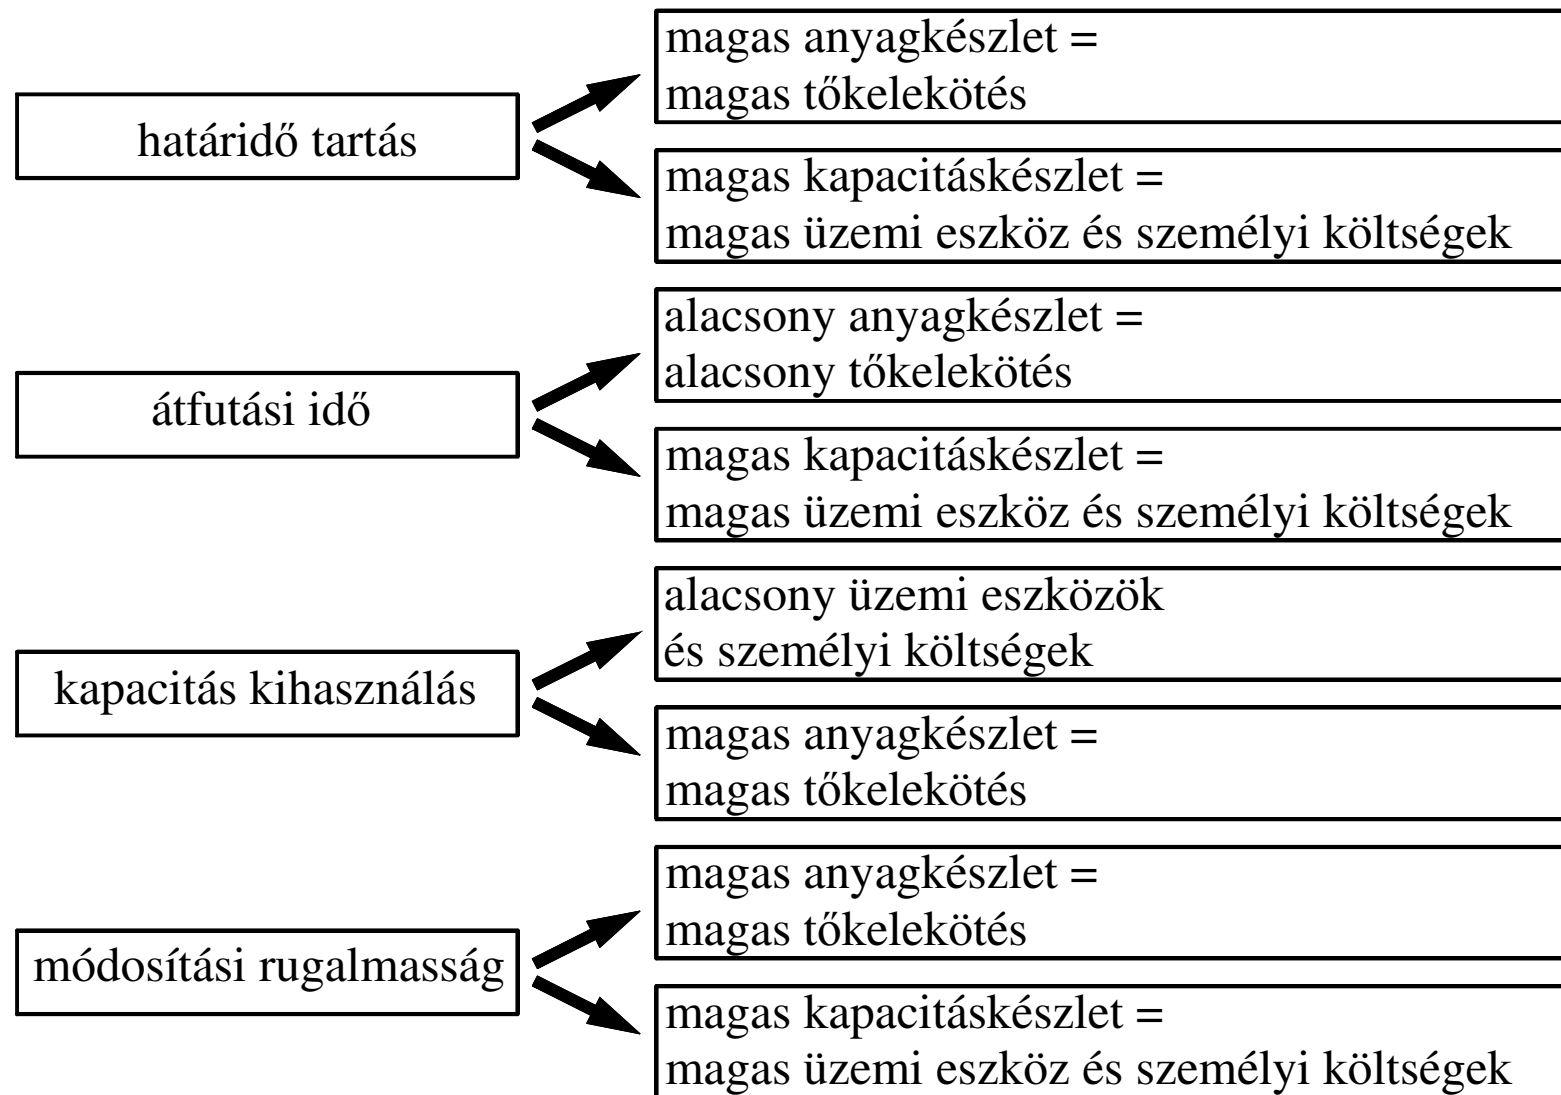 határidő tartás
magas anyagkészlet =
magas tőkelekötés
magas kapacitáskészlet =
magas üzemi eszköz és személyi költségek
átfutási idő
alacsony anyagkészlet =
alacsony tőkelekötés
magas kapacitáskészlet =
magas üzemi eszköz és személyi költségek
kapacitás kihasználás
alacsony üzemi eszközök
és személyi költségek
magas anyagkészlet =
magas tőkelekötés
módosítási rugalmasság
magas anyagkészlet =
magas tőkelekötés
magas kapacitáskészlet =
magas üzemi eszköz és személyi költségek